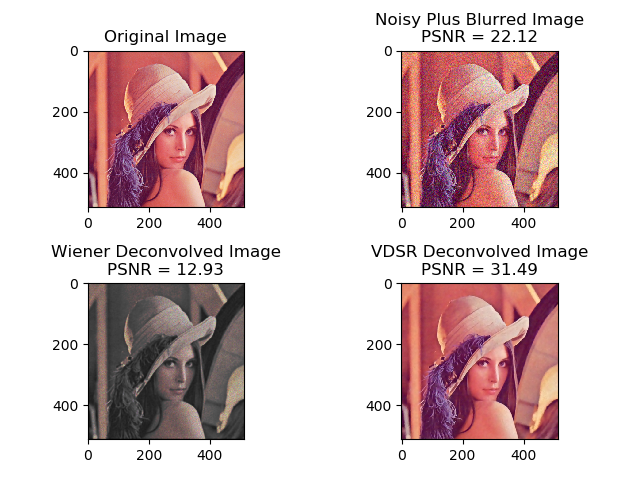 Original Image
0
200
400
0 200 400
Noisy Plus Blurred Image
PSNR = 22.12
0
200
400
0 200 400
Wiener Deconvolved Image
PSNR = 12.93
0
200
400
0 200 400
VDSR Deconvolved Image
PSNR = 31.49
0
200
400
0 200 400